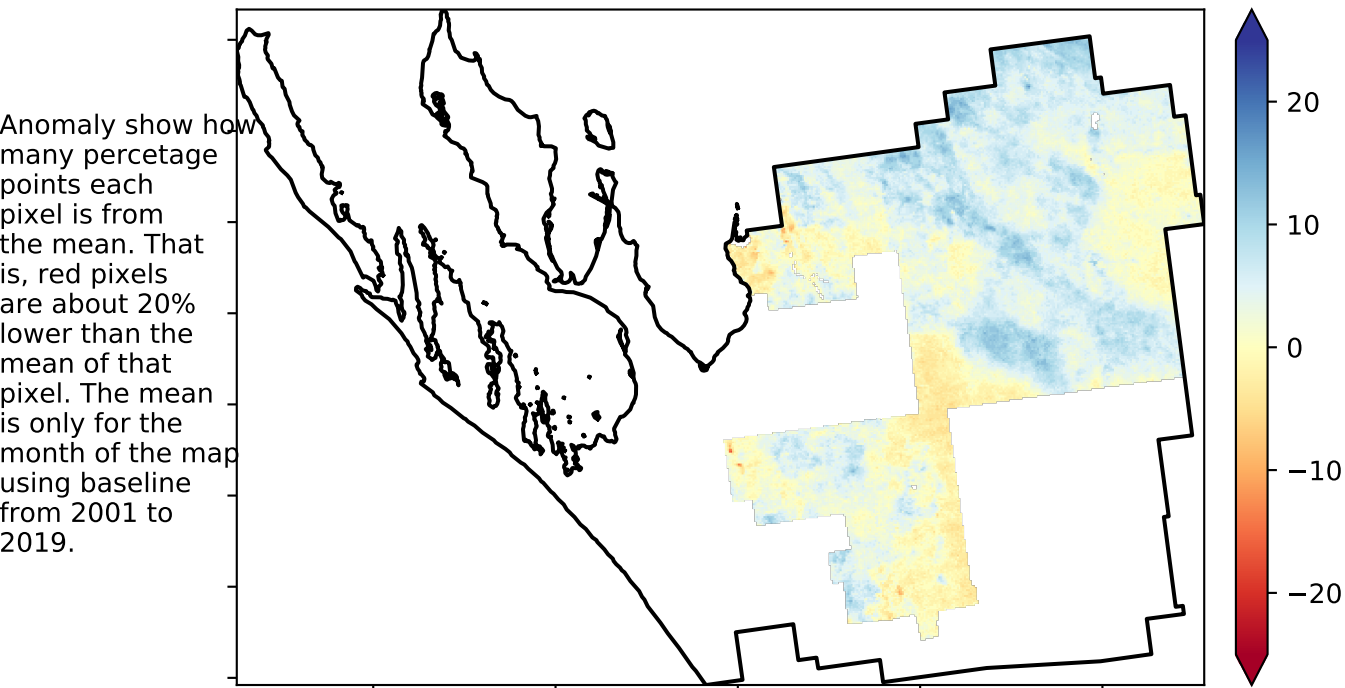 Anomaly show how
many percetage
points each
pixel is from
the mean. That
is, red pixels
are about 20%
lower than the
mean of that
pixel. The mean
is only for the
month of the map
using baseline
from 2001 to
2019.
20
10
0
−10
−20